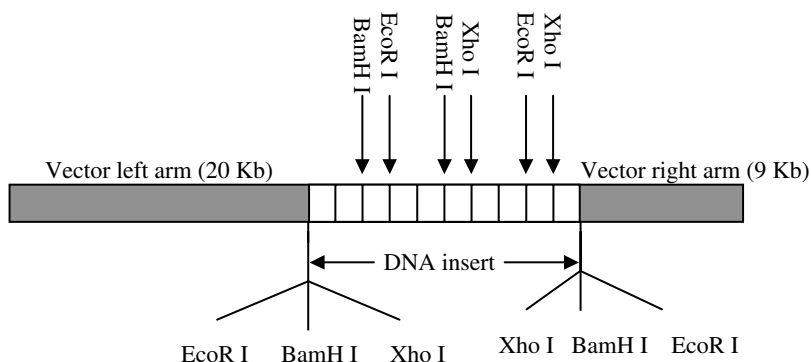 BamH I
EcoR I
BamH I
Xho I
EcoR I
Xho I
Vector left arm (20 Kb)
Vector right arm (9 Kb)
DNA insert
EcoR I BamH I Xho I
Xho I BamH I EcoR I